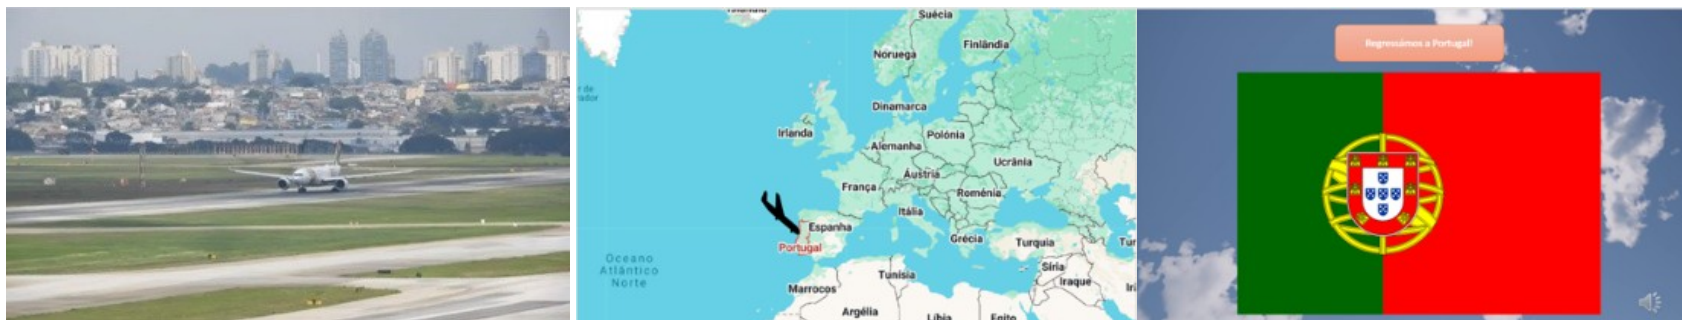 Suécia
Finlândia
Noruega
Dinamarca
Irlanda
Polónia
Alemanha
Ucrânia
Áustria
França
Roménia
Itália
Espanha
Grécia
Turquia
Portugal
Oceano
Atlântico
Norte
Síria
Tunísia
Iraque
Marrocos
Argélia
Líbia
Regressámos a Portugal!